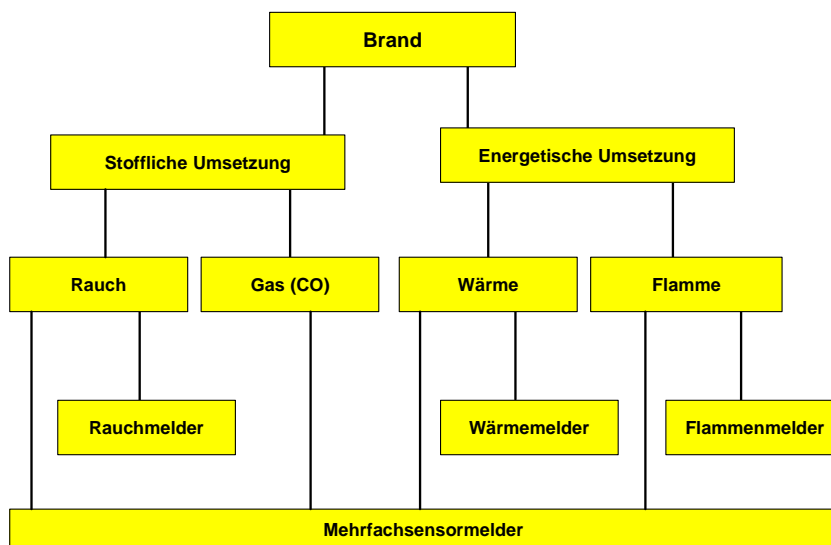 Brand
Stoffliche Umsetzung
Energetische Umsetzung
Rauch
Gas (CO)
Wärme
Flamme
Rauchmelder
Wärmemelder
Flammenmelder
Mehrfachsensormelder